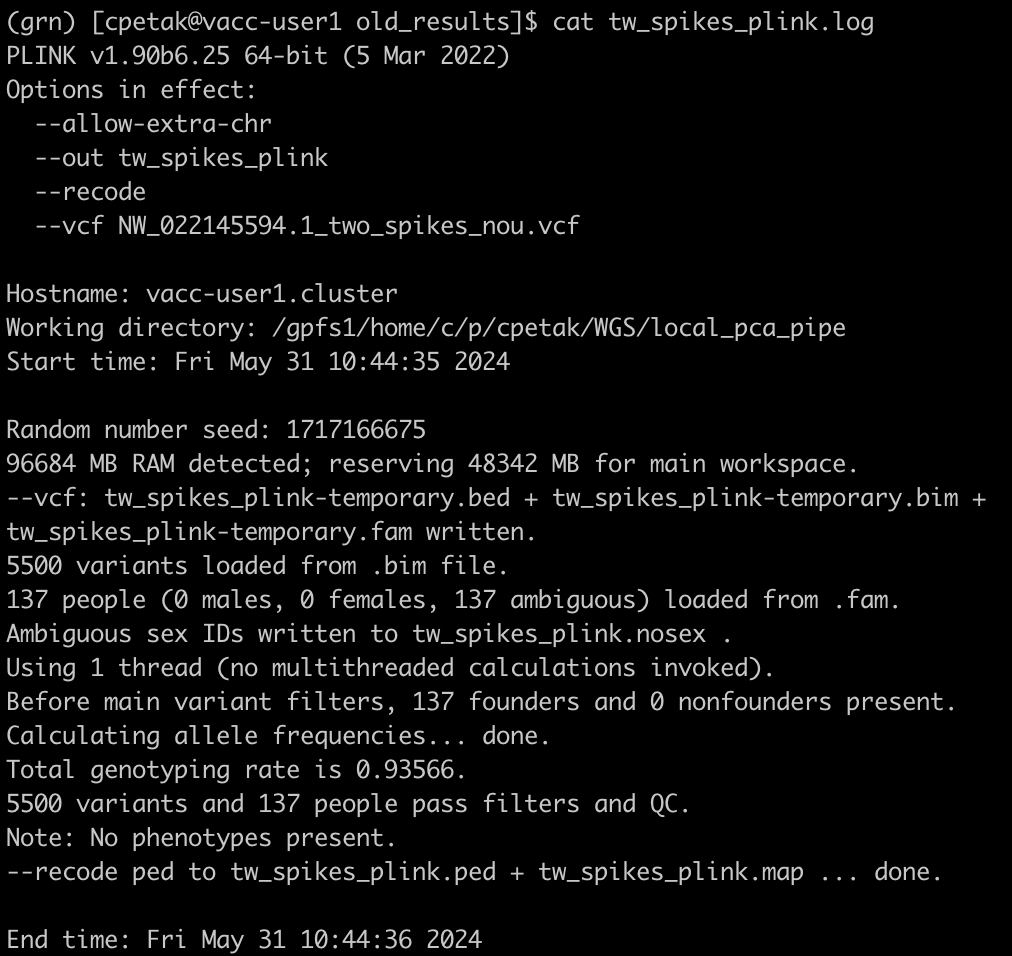 (grn) [cpetak@vacc-user1 old_results]$ cat tw_spikes_plink.log
PLINK v1.90b6.25 64-bit (5 Mar 2022)
Options in effect:
  --allow-extra-chr
  --out tw_spikes_plink
  --recode
  --vcf NW_022145594.1_two_spikes_nou.vcf

Hostname: vacc-user1.cluster
Working directory: /gpfs1/home/c/p/cpetak/WGS/local_pca_pipe
Start time: Fri May 31 10:44:35 2024

Random number seed: 1717166675
96684 MB RAM detected; reserving 48342 MB for main workspace.
--vcf: tw_spikes_plink-temporary.bed + tw_spikes_plink-temporary.bim +
tw_spikes_plink-temporary.fam written.
5500 variants loaded from .bim file.
137 people (0 males, 0 females, 137 ambiguous) loaded from .fam.
Ambiguous sex IDs written to tw_spikes_plink.nosex .
Using 1 thread (no multithreaded calculations invoked).
Before main variant filters, 137 founders and 0 nonfounders present.
Calculating allele frequencies... done.
Total genotyping rate is 0.93566.
5500 variants and 137 people pass filters and QC.
Note: No phenotypes present.
--recode ped to tw_spikes_plink.ped + tw_spikes_plink.map ... done.

End time: Fri May 31 10:44:36 2024